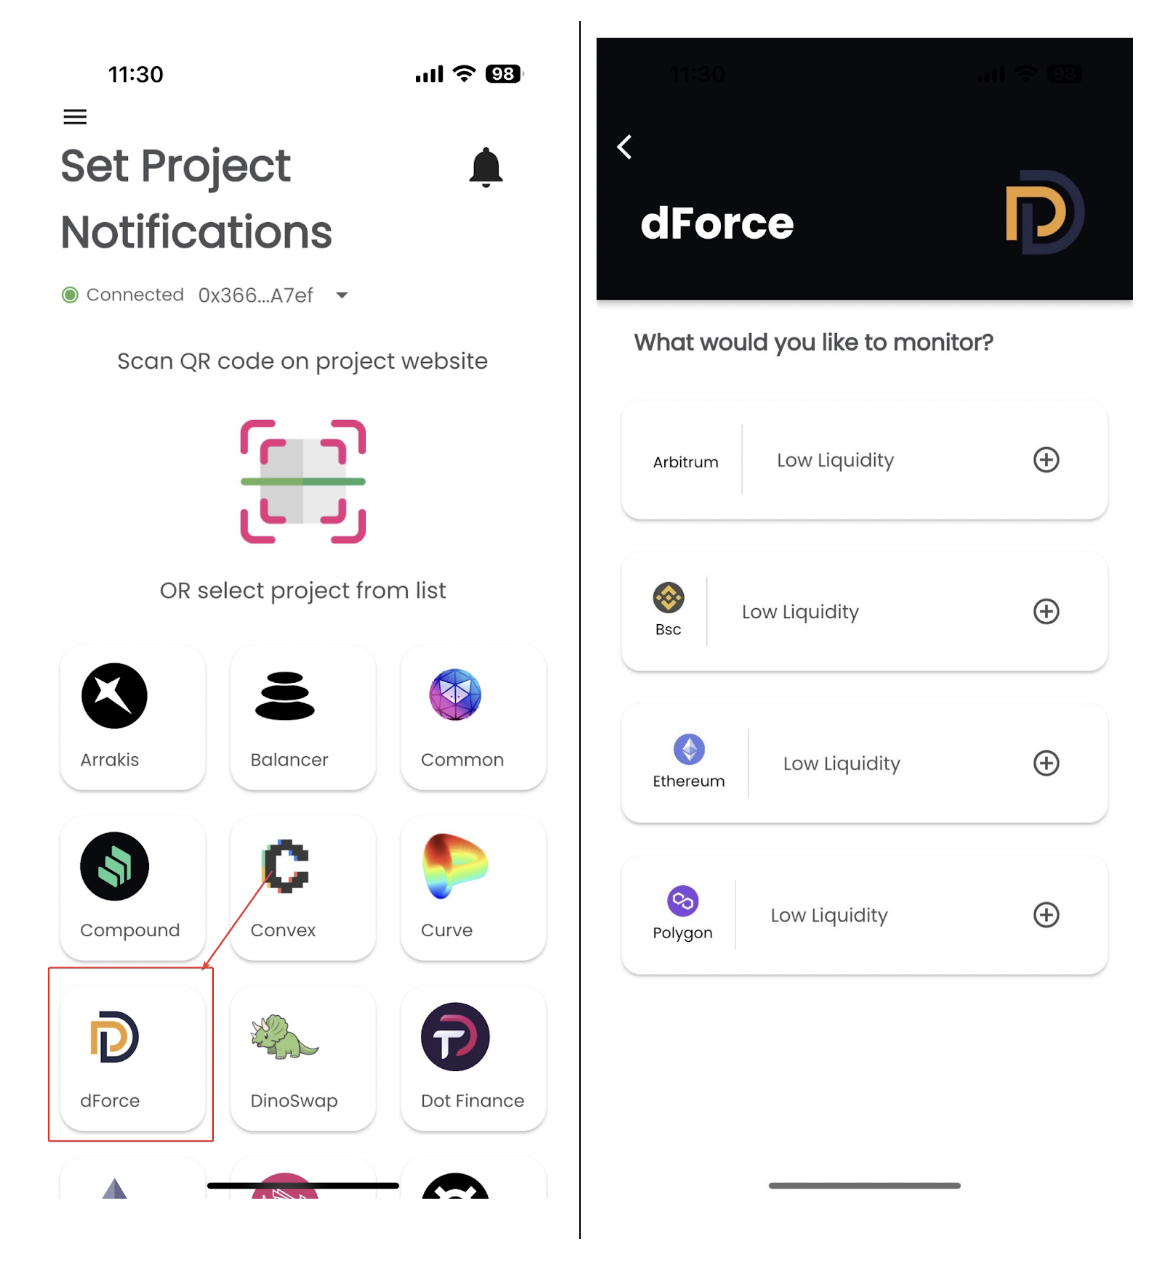 11:30
98
Set Project
Notifications
Connected 0x366...A7ef
Scan QR code on project website
OR select project from list
Arrakis
Balancer
Common
Compound
Convex
Curve
dForce
DinoSwap
Dot Finance
11:30
98
dForce
What would you like to monitor?
Arbitrum
Low Liquidity
Bsc
Low Liquidity
Ethereum
Low Liquidity
Polygon
Low Liquidity